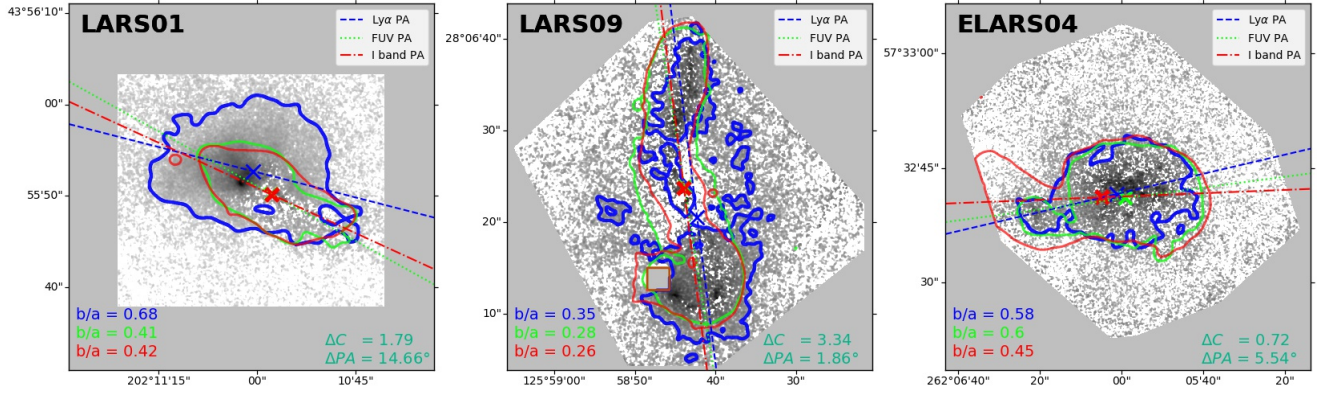 LARS01
Lyα PA
FUV PA
I band PA
43°56'10"
00"
55'50"
40"
b/a = 0.68
b/a = 0.41
b/a = 0.42
ΔC = 1.79
ΔPA = 14.66°
202°11'15"
00"
10'45"
LARS09
Lyα PA
FUV PA
I band PA
28°06'40"
30"
20"
10"
b/a = 0.35
b/a = 0.28
b/a = 0.26
ΔC = 3.34
ΔPA = 1.86°
125°59'00"
58'50"
40"
30"
ELARS04
Lyα PA
FUV PA
I band PA
57°33'00"
32'45"
30"
b/a = 0.58
b/a = 0.6
b/a = 0.45
ΔC = 0.72
ΔPA = 5.54°
262°06'40"
20"
00"
05'40"
20"